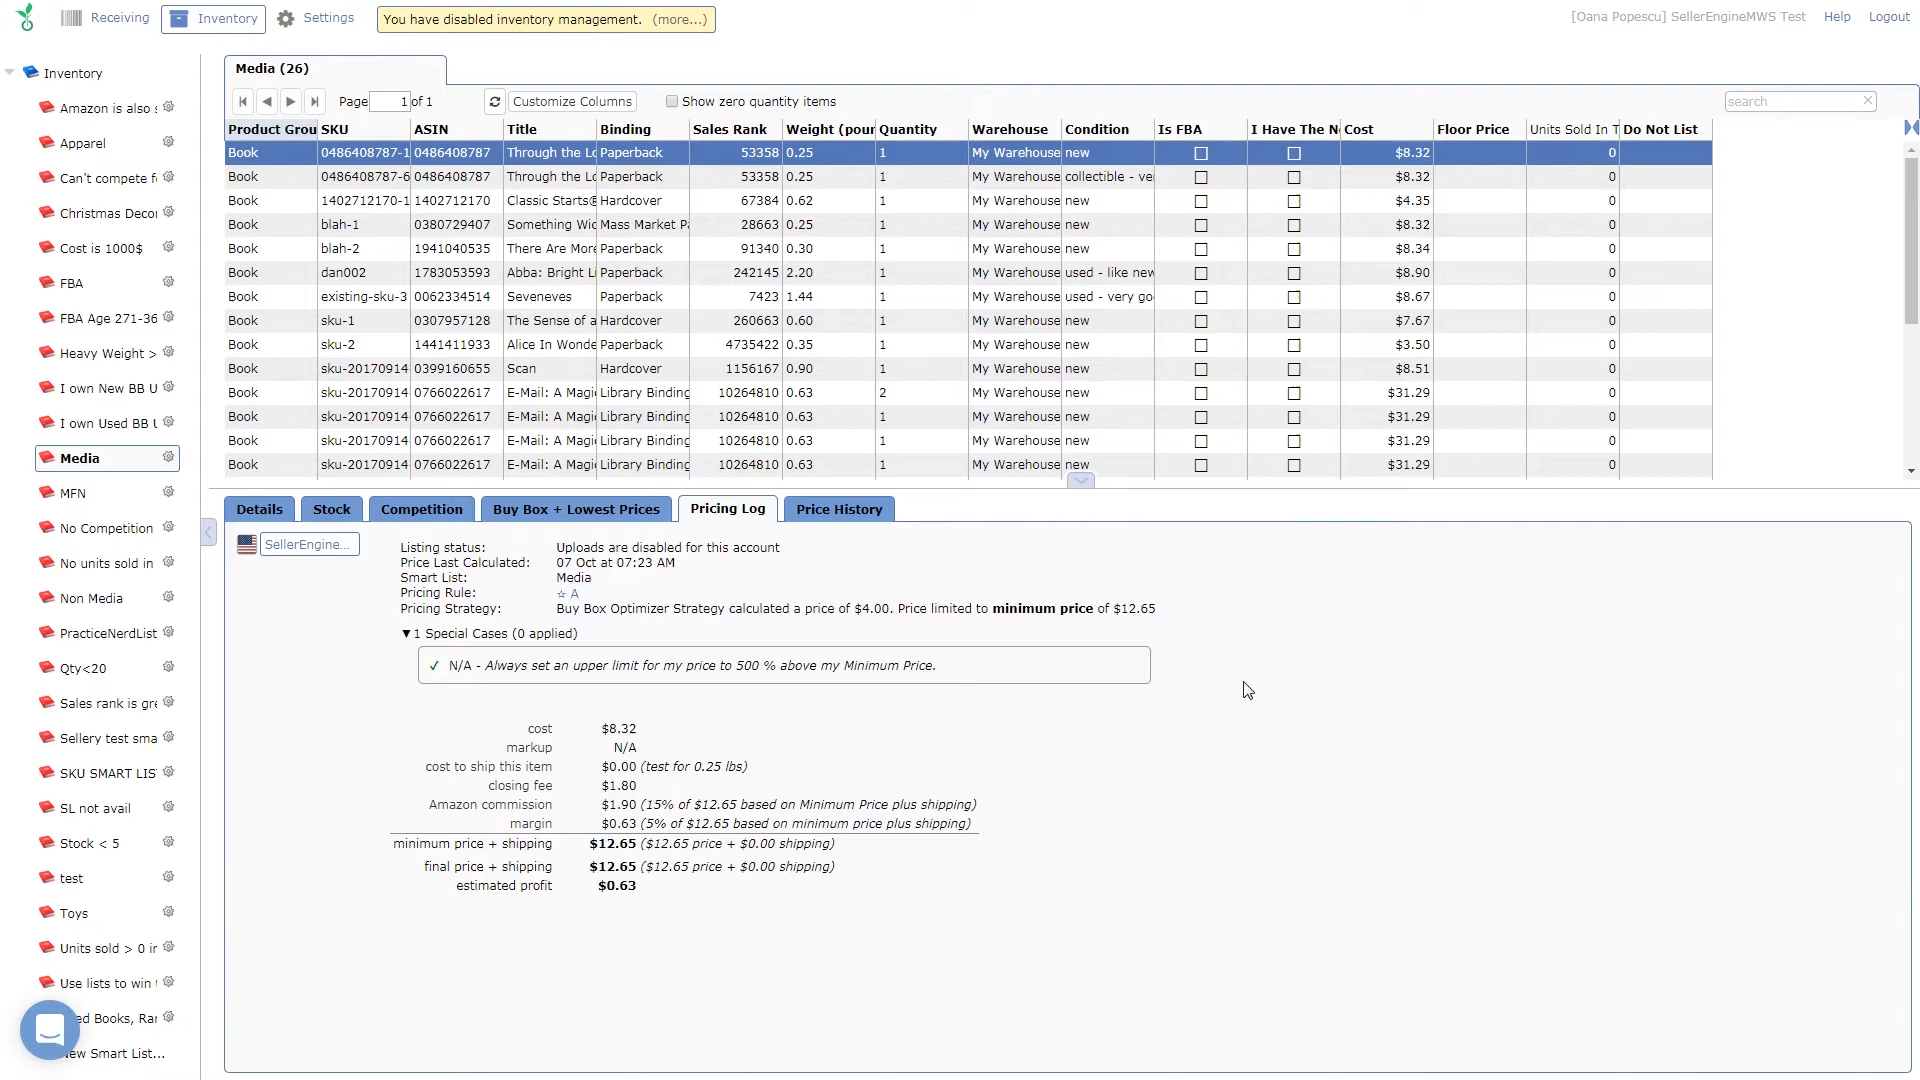 Receiving Inventory Settings You have disabled inventory management. (more...) [Oana Popescu] SellerEngineMWS Test Help Logout
Inventory
Amazon is also s
Apparel
Can't compete f
Christmas Decor
Cost is 1000$
FBA
FBA Age 271-36
Heavy Weight >
I own New BB U
I own Used BB U
Media
MFN
No Competition
No units sold in
Non Media
PracticeNerdList
Qty<20
Sales rank is gre
Sellery test sma
SKU SMART LIS
SL not avail
Stock < 5
test
Toys
Units sold > 0 in
Use lists to win
ed Books, Ran
New Smart List...
Media (26)
Page 1 of 1 Customize Columns Show zero quantity items search
Product Grou SKU ASIN Title Binding Sales Rank Weight (pour Quantity Warehouse Condition Is FBA I Have The N Cost Floor Price Units Sold In T Do Not List
Book 0486408787-1 0486408787 Through the Lo Paperback 53358 0.25 1 My Warehouse new $8.32 0
Book 0486408787-6 0486408787 Through the Lo Paperback 53358 0.25 1 My Warehouse collectible - ve $8.32 0
Book 1402712170-1 1402712170 Classic Starts® Hardcover 67384 0.62 1 My Warehouse new $4.35 0
Book blah-1 0380729407 Something Wic Mass Market Pa 28663 0.25 1 My Warehouse new $8.32 0
Book blah-2 1941040535 There Are More Paperback 91340 0.30 1 My Warehouse new $8.34 0
Book dan002 1783053593 Abba: Bright Li Paperback 242145 2.20 1 My Warehouse used - like new $8.90 0
Book existing-sku-3 0062334514 Seveneves Paperback 7423 1.44 1 My Warehouse used - very go $8.67 0
Book sku-1 0307957128 The Sense of a Hardcover 260663 0.60 1 My Warehouse new $7.67 0
Book sku-2 1441411933 Alice In Wonde Paperback 4735422 0.35 1 My Warehouse new $3.50 0
Book sku-20170914 0399160655 Scan Hardcover 1156167 0.90 1 My Warehouse new $8.51 0
Book sku-20170914 0766022617 E-Mail: A Magi Library Binding 10264810 0.63 2 My Warehouse new $31.29 0
Book sku-20170914 0766022617 E-Mail: A Magi Library Binding 10264810 0.63 1 My Warehouse new $31.29 0
Book sku-20170914 0766022617 E-Mail: A Magi Library Binding 10264810 0.63 1 My Warehouse new $31.29 0
Book sku-20170914 0766022617 E-Mail: A Magi Library Binding 10264810 0.63 1 My Warehouse new $31.29 0
Details Stock Competition Buy Box + Lowest Prices Pricing Log Price History
SellerEngine...
Listing status: Uploads are disabled for this account
Price Last Calculated: 07 Oct at 07:23 AM
Smart List: Media
Pricing Rule: ☆ A
Pricing Strategy: Buy Box Optimizer Strategy calculated a price of $4.00. Price limited to minimum price of $12.65
▼1 Special Cases (0 applied)
✓ N/A - Always set an upper limit for my price to 500 % above my Minimum Price.
cost $8.32
markup N/A
cost to ship this item $0.00 (test for 0.25 lbs)
closing fee $1.80
Amazon commission $1.90 (15% of $12.65 based on Minimum Price plus shipping)
margin $0.63 (5% of $12.65 based on minimum price plus shipping)
minimum price + shipping $12.65 ($12.65 price + $0.00 shipping)
final price + shipping $12.65 ($12.65 price + $0.00 shipping)
estimated profit $0.63